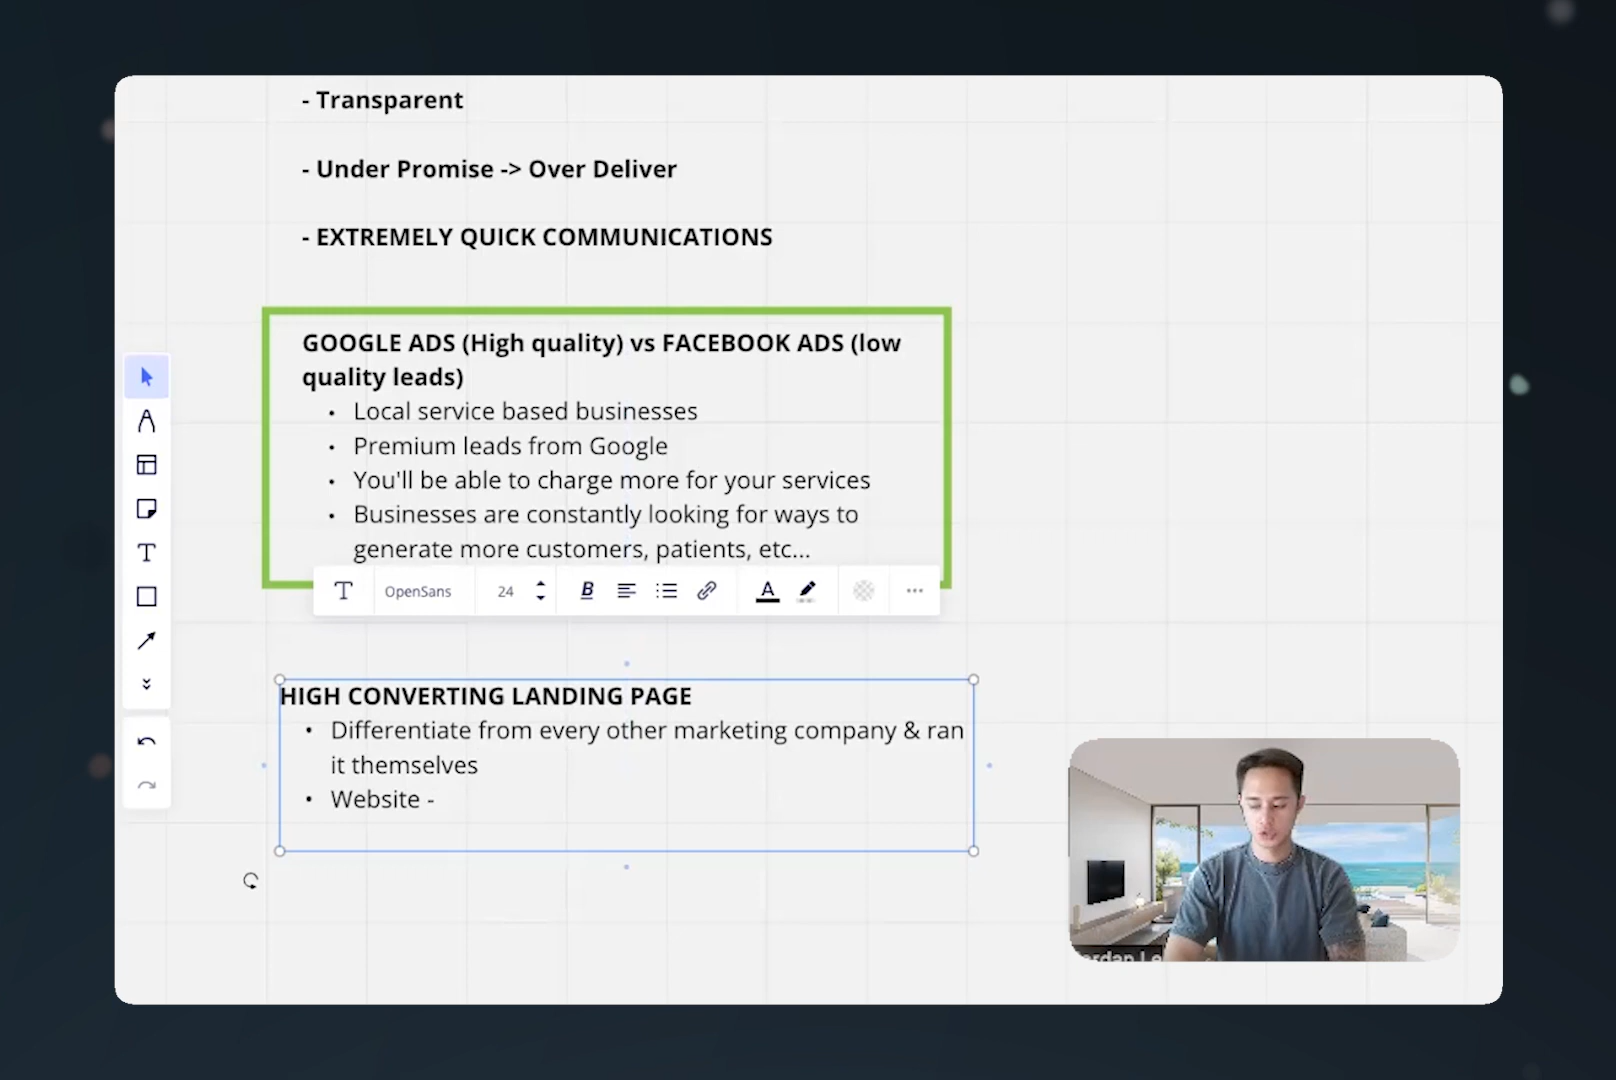 - Transparent
- Under Promise -> Over Deliver
- EXTREMELY QUICK COMMUNICATIONS
GOOGLE ADS (High quality) vs FACEBOOK ADS (low
quality leads)
• Local service based businesses
• Premium leads from Google
• You'll be able to charge more for your services
• Businesses are constantly looking for ways to
generate more customers, patients, etc...
T OpenSans 24 B A
HIGH CONVERTING LANDING PAGE
• Differentiate from every other marketing company & ran
it themselves
• Website -